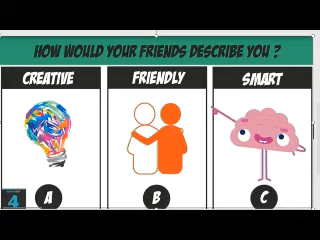 HOW WOULD YOUR FRIENDS DESCRIBE YOU ?
CREATIVE
FRIENDLY
SMART
A
B
C
4